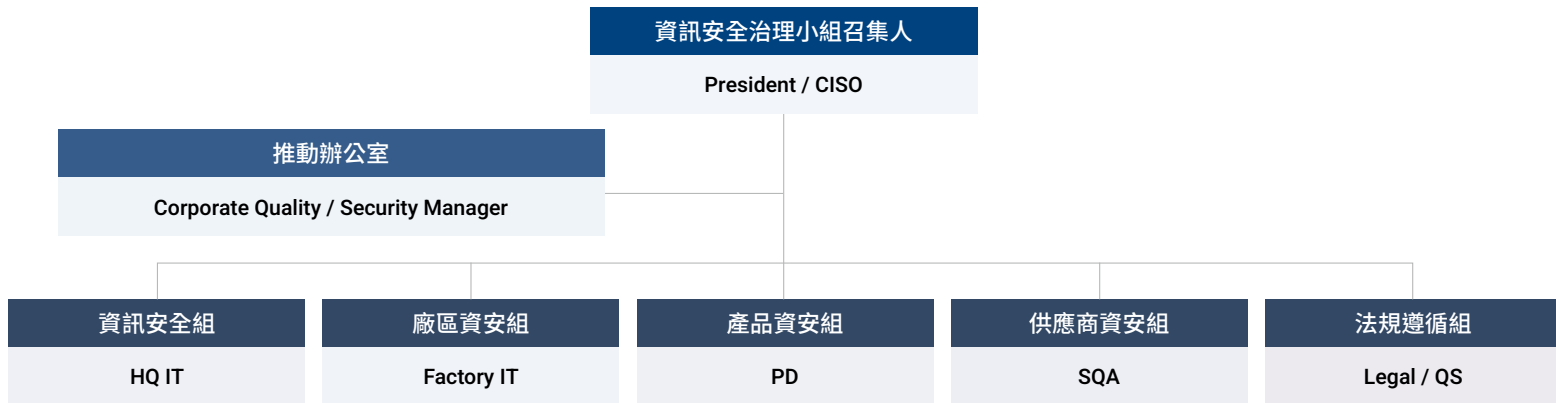 資訊安全治理小組召集人
President / CISO
推動辦公室
Corporate Quality / Security Manager
資訊安全組
HQ IT
廠區資安組
Factory IT
產品資安組
PD
供應商資安組
SQA
法規遵循組
Legal / QS